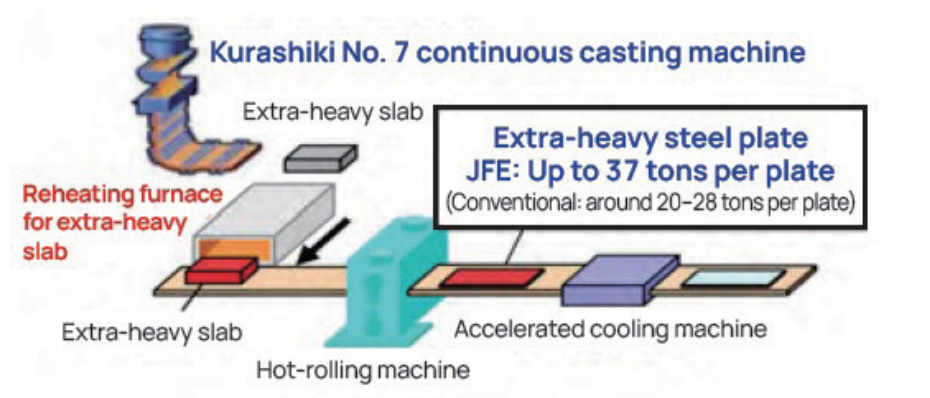 Kurashiki No. 7 continuous casting machine
Extra-heavy slab
Extra-heavy steel plate
JFE: Up to 37 tons per plate
(Conventional: around 20–28 tons per plate)
Reheating furnace
for extra-heavy
slab
Extra-heavy slab
Accelerated cooling machine
Hot-rolling machine